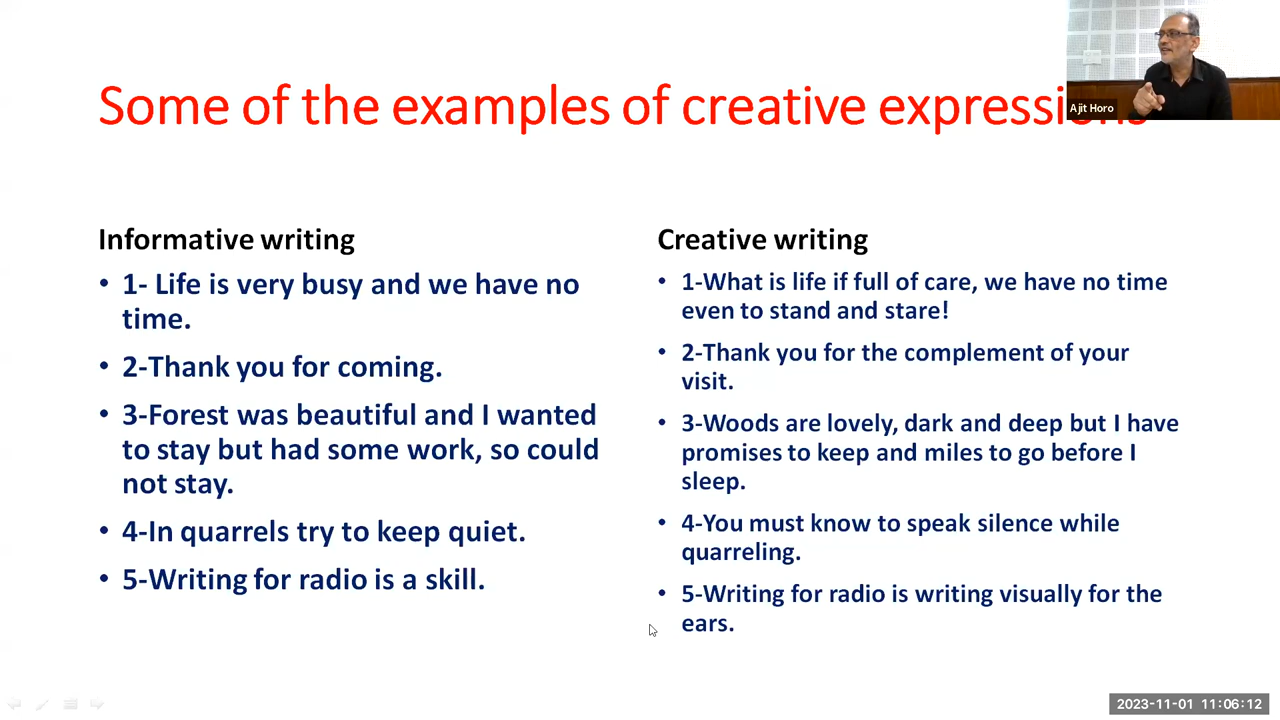 Some of the examples of creative expressions
Ajit Horo
Informative writing
• 1- Life is very busy and we have no
time.
• 2-Thank you for coming.
• 3-Forest was beautiful and I wanted
to stay but had some work, so could
not stay.
• 4-In quarrels try to keep quiet.
• 5-Writing for radio is a skill.
Creative writing
• 1-What is life if full of care, we have no time
even to stand and stare!
• 2-Thank you for the complement of your
visit.
• 3-Woods are lovely, dark and deep but I have
promises to keep and miles to go before I
sleep.
• 4-You must know to speak silence while
quarreling.
• 5-Writing for radio is writing visually for the
ears.
2023-11-01 11:06:12